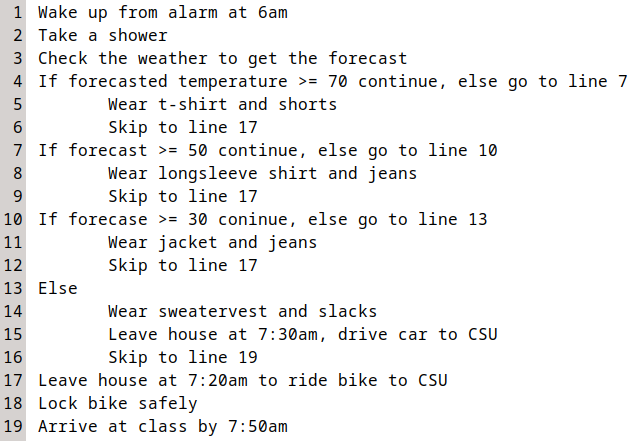 1 Wake up from alarm at 6am
2 Take a shower
3 Check the weather to get the forecast
4 If forecasted temperature >= 70 continue, else go to line 7
5 Wear t-shirt and shorts
6 Skip to line 17
7 If forecast >= 50 continue, else go to line 10
8 Wear longsleeve shirt and jeans
9 Skip to line 17
10 If forecase >= 30 coninue, else go to line 13
11 Wear jacket and jeans
12 Skip to line 17
13 Else
14 Wear sweatervest and slacks
15 Leave house at 7:30am, drive car to CSU
16 Skip to line 19
17 Leave house at 7:20am to ride bike to CSU
18 Lock bike safely
19 Arrive at class by 7:50am